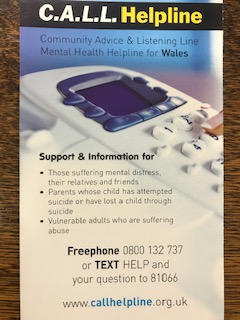 C.A.L.L. Helpline
Community Advice & Listening Line
Mental Health Helpline for Wales
Support & Information for
• Those suffering mental distress,
their relatives and friends
• Parents whose child has attempted
suicide or have lost a child through
suicide
• Vulnerable adults who are suffering
abuse
Freephone 0800 132 737
or TEXT HELP and
your question to 81066
www.callhelpline.org.uk